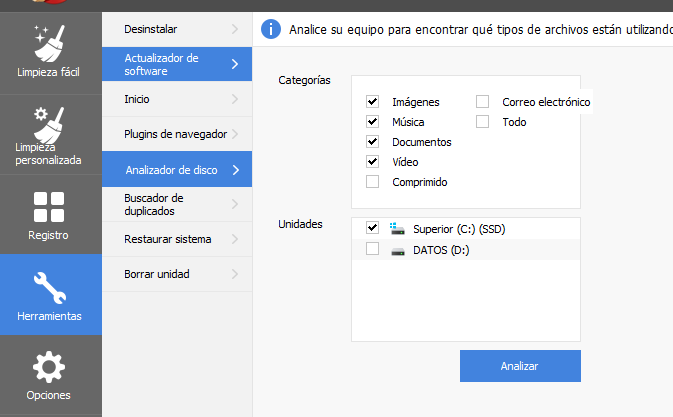 Limpieza fácil
Limpieza
personalizada
Registro
Herramientas
Opciones
Desinstalar
Actualizador de
software
Inicio
Plugins de navegador
Analizador de disco
Buscador de
duplicados
Restaurar sistema
Borrar unidad
Analice su equipo para encontrar qué tipos de archivos están utilizando
Categorías
Imágenes
Correo electrónico
Música
Todo
Documentos
Vídeo
Comprimido
Unidades
Superior (C:) (SSD)
DATOS (D:)
Analizar